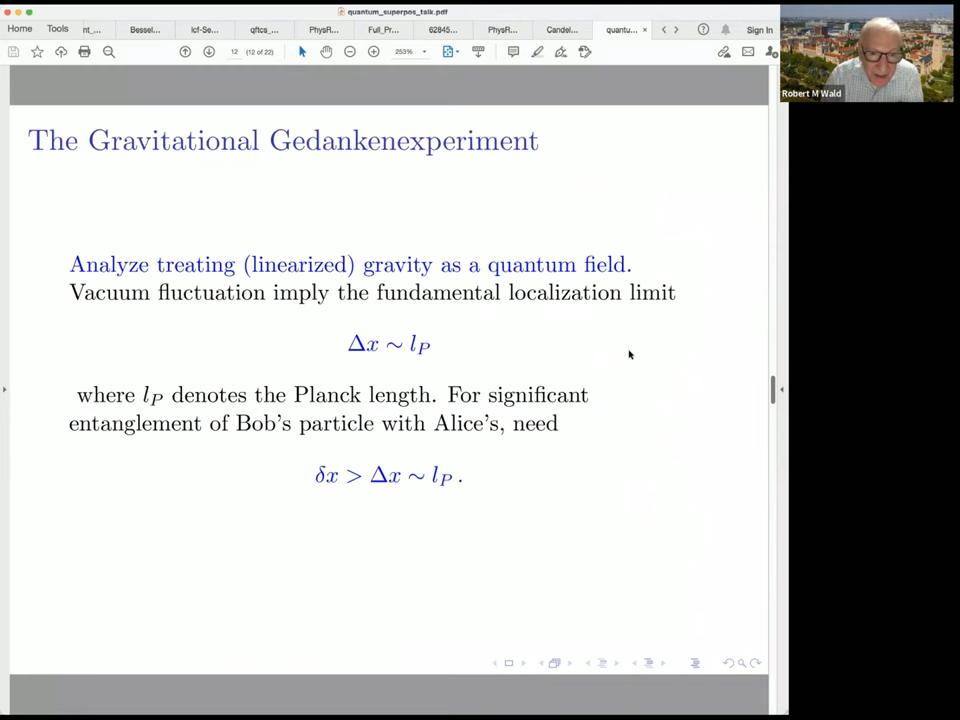 quantum_superpos_talk.pdf
Home Tools nt_... Bessel... lcf-Se... qftcs_... PhysR... Full_Pr... 62845... PhysR... Candel... quantu... × Sign In
12 (12 of 22) 253%
Robert M Wald
The Gravitational Gedankenexperiment
Analyze treating (linearized) gravity as a quantum field.
Vacuum fluctuation imply the fundamental localization limit
Δx ∼ l_P
where l_P denotes the Planck length. For significant
entanglement of Bob's particle with Alice's, need
δx > Δx ∼ l_P .